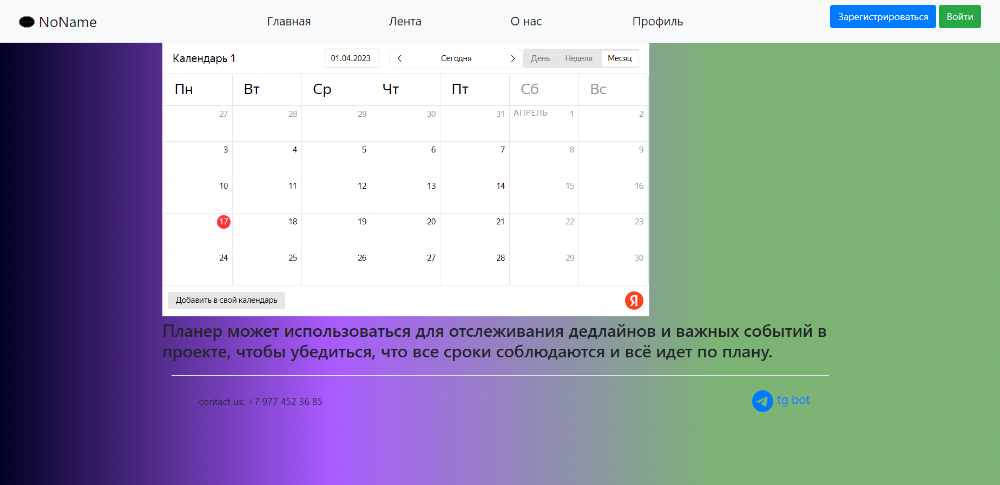 NoName Главная Лента О нас Профиль Зарегистрироваться Войти
Календарь 1 01.04.2023 Сегодня День Неделя Месяц
Пн Вт Ср Чт Пт Сб Вс
27 28 29 30 31 АПРЕЛЬ 1 2
3 4 5 6 7 8 9
10 11 12 13 14 15 16
17 18 19 20 21 22 23
24 25 26 27 28 29 30
Добавить в свой календарь Я
Планер может использоваться для отслеживания дедлайнов и важных событий в
проекте, чтобы убедиться, что все сроки соблюдаются и всё идет по плану.
contact us: +7 977 452 36 85 tg bot